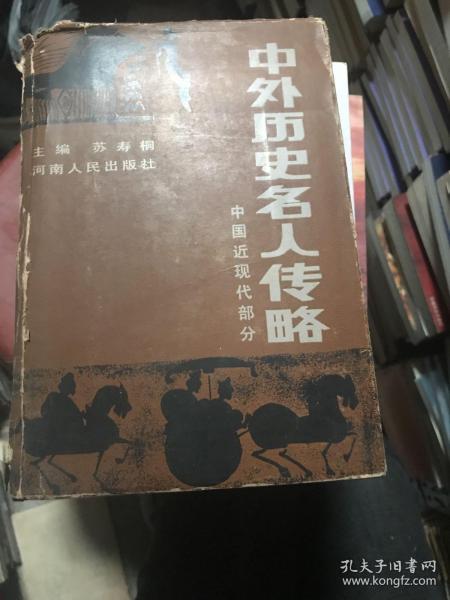 中外历史名人传略
中国近现代部分
主编 苏寿桐
河南人民出版社
孔夫子旧书网
www.kongfz.com